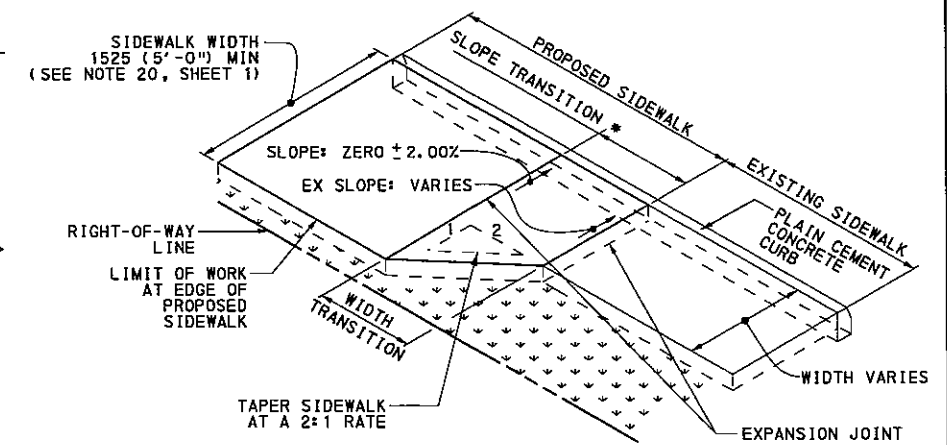 SIDEWALK WIDTH
1525 (5'-0") MIN
(SEE NOTE 20, SHEET 1)
PROPOSED SIDEWALK
SLOPE TRANSITION *
SLOPE: ZERO ± 2.00%
EX SLOPE: VARIES
EXISTING SIDEWALK
PLAIN CEMENT
CONCRETE
CURB
1 2
RIGHT-OF-WAY
LINE
LIMIT OF WORK
AT EDGE OF
PROPOSED
SIDEWALK
WIDTH
TRANSITION
WIDTH VARIES
TAPER SIDEWALK
AT A 2:1 RATE
EXPANSION JOINT